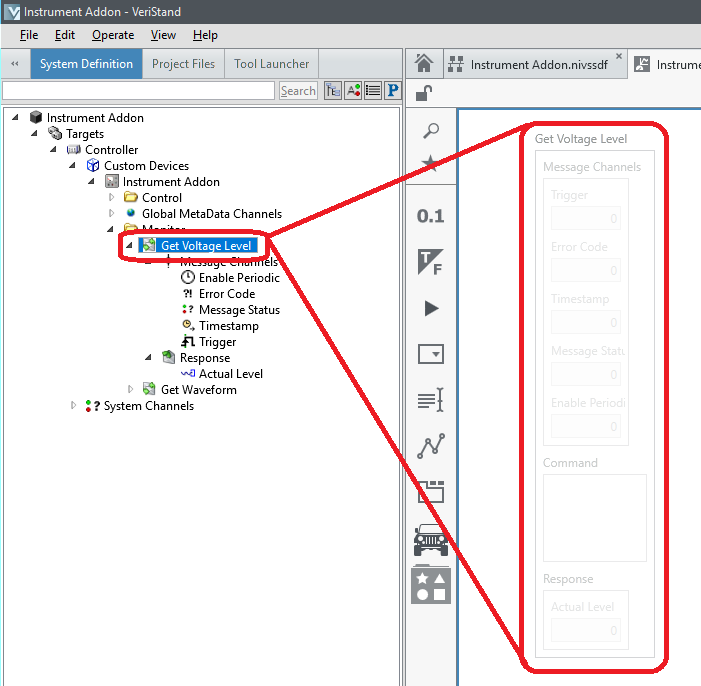 Instrument Addon - VeriStand
File Edit Operate View Help
System Definition Project Files Tool Launcher
Instrument Addon.nivssdf
Instrume
Search
P
Instrument Addon
Targets
Controller
Custom Devices
Instrument Addon
Control
Global MetaData Channels
Monitor
Get Voltage Level
Message Channels
Enable Periodic
?! Error Code
? Message Status
Timestamp
Trigger
Response
Actual Level
Get Waveform
? System Channels
0.1
T/F
Get Voltage Level
Message Channels
Trigger
0
Error Code
0
Timestamp
0
Message Statu
0
Enable Periodi
0
Command
Response
Actual Level
0